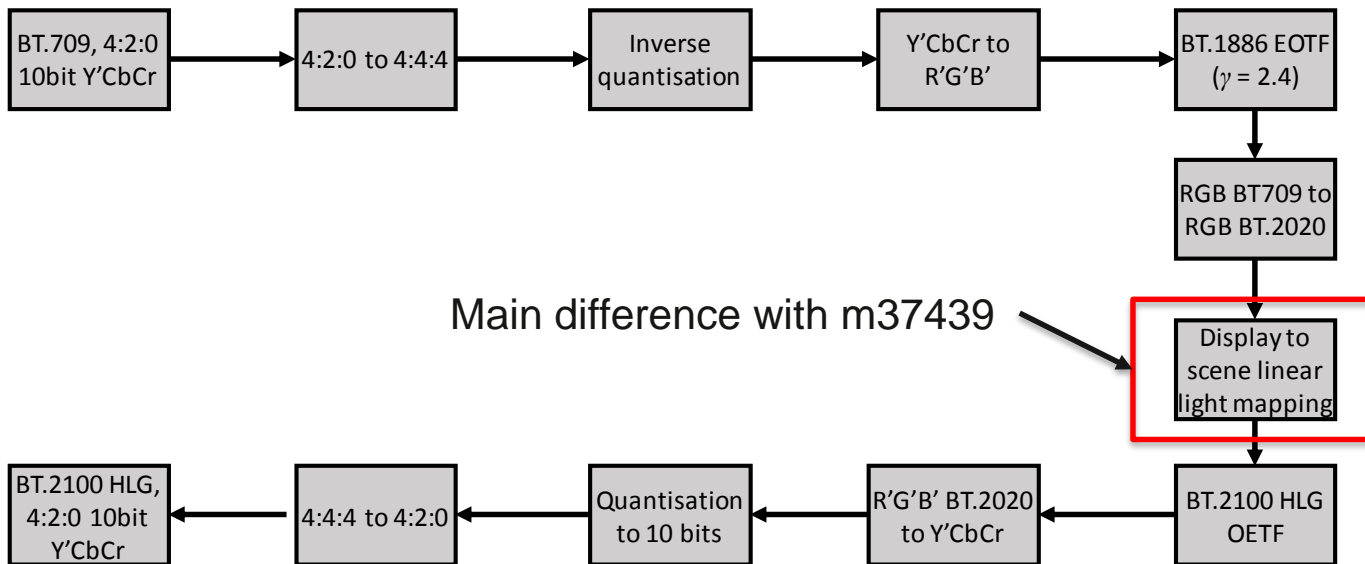 BT.709, 4:2:0
10bit Y’CbCr
4:2:0 to 4:4:4
Inverse
quantisation
Y’CbCr to
R’G’B’
BT.1886 EOTF
(γ = 2.4)
RGB BT709 to
RGB BT.2020
Main difference with m37439
Display to
scene linear
light mapping
BT.2100 HLG,
4:2:0 10bit
Y’CbCr
4:4:4 to 4:2:0
Quantisation
to 10 bits
R’G’B’ BT.2020
to Y’CbCr
BT.2100 HLG
OETF